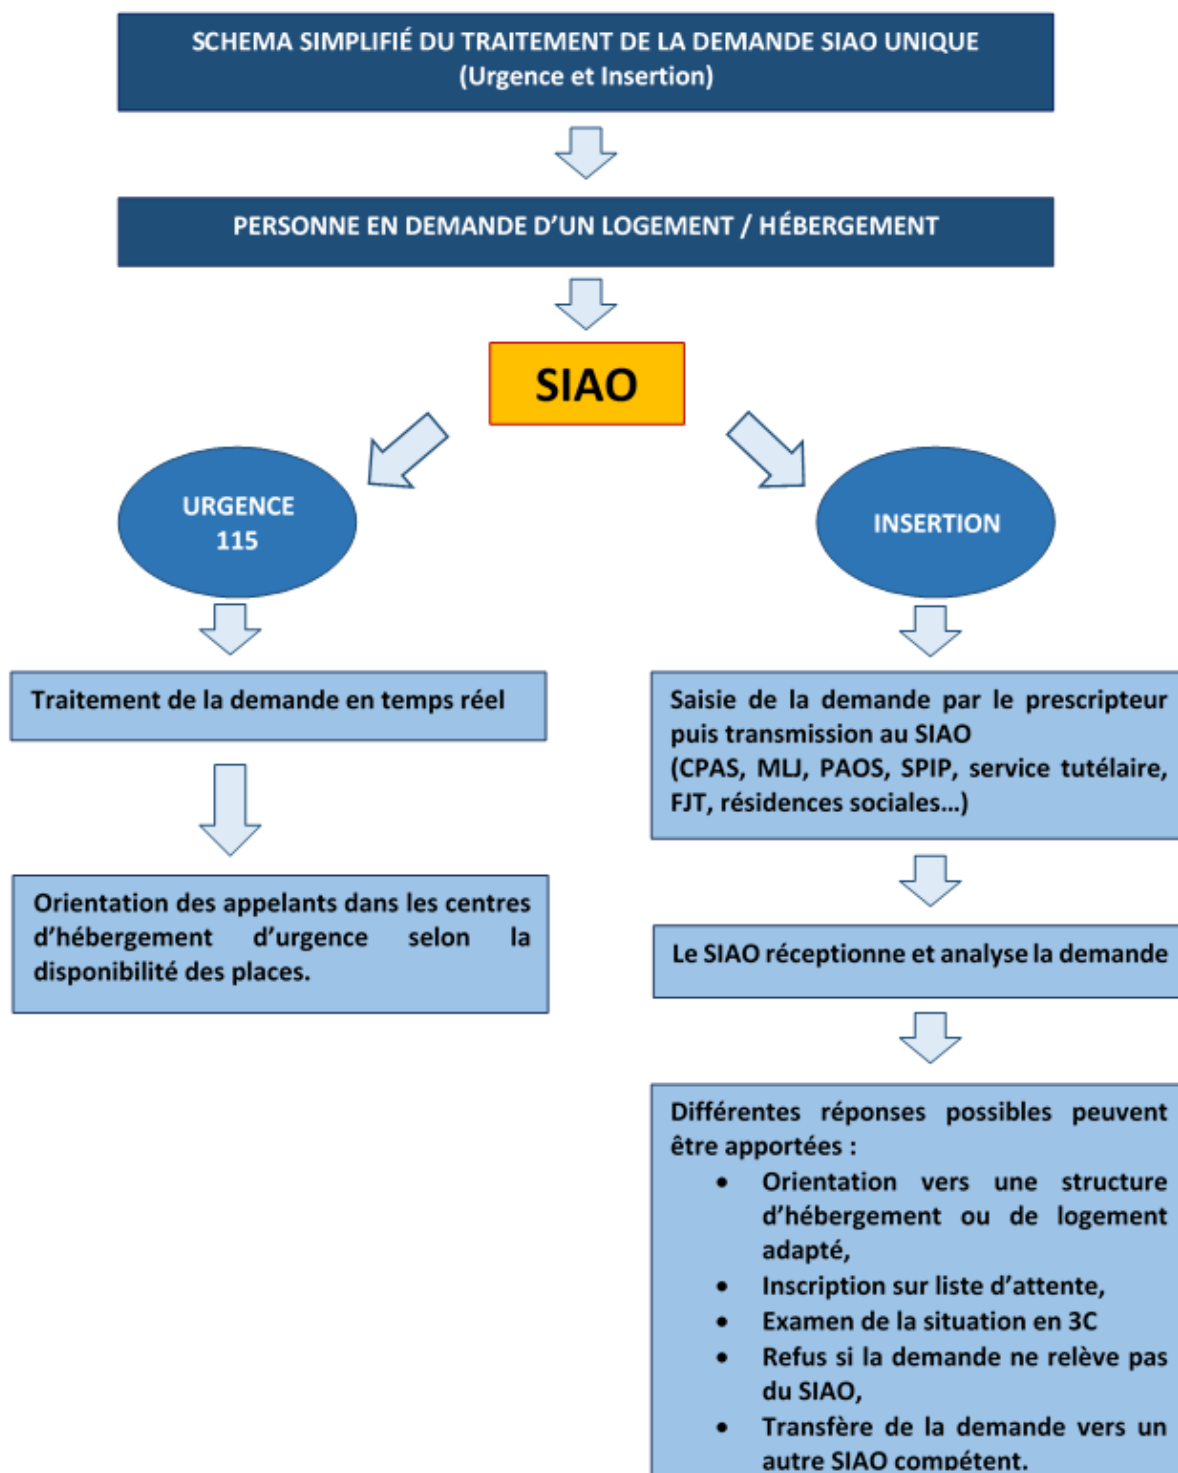 SCHEMA SIMPLIFIÉ DU TRAITEMENT DE LA DEMANDE SIAO UNIQUE
(Urgence et Insertion)
PERSONNE EN DEMANDE D’UN LOGEMENT / HÉBERGEMENT
SIAO
URGENCE
115
Traitement de la demande en temps réel
Orientation des appelants dans les centres
d’hébergement d’urgence selon la
disponibilité des places.
INSERTION
Saisie de la demande par le prescripteur
puis transmission au SIAO
(CPAS, MLJ, PAOS, SPIP, service tutélaire,
FJT, résidences sociales…)
Le SIAO réceptionne et analyse la demande
Différentes réponses possibles peuvent
être apportées :
• Orientation vers une structure
d’hébergement ou de logement
adapté,
• Inscription sur liste d’attente,
• Examen de la situation en 3C
• Refus si la demande ne relève pas
du SIAO,
• Transfère de la demande vers un
autre SIAO compétent.